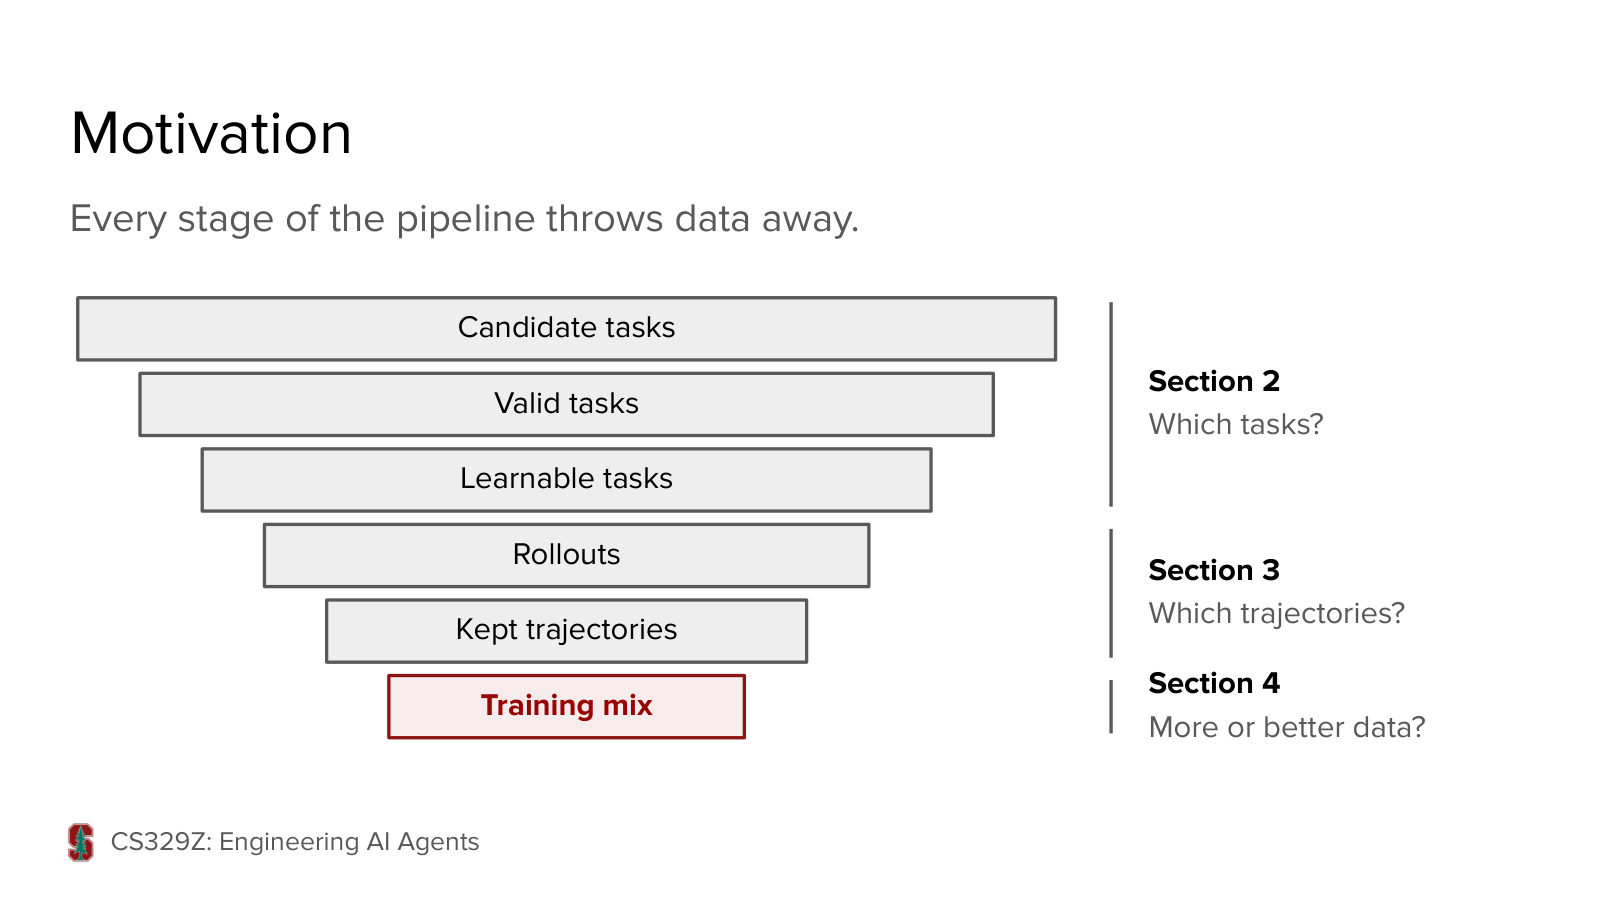 Motivation
Every stage of the pipeline throws data away.
Candidate tasks
Valid tasks
Learnable tasks
Rollouts
Kept trajectories
Training mix
Section 2
Which tasks?
Section 3
Which trajectories?
Section 4
More or better data?
CS329Z: Engineering AI Agents